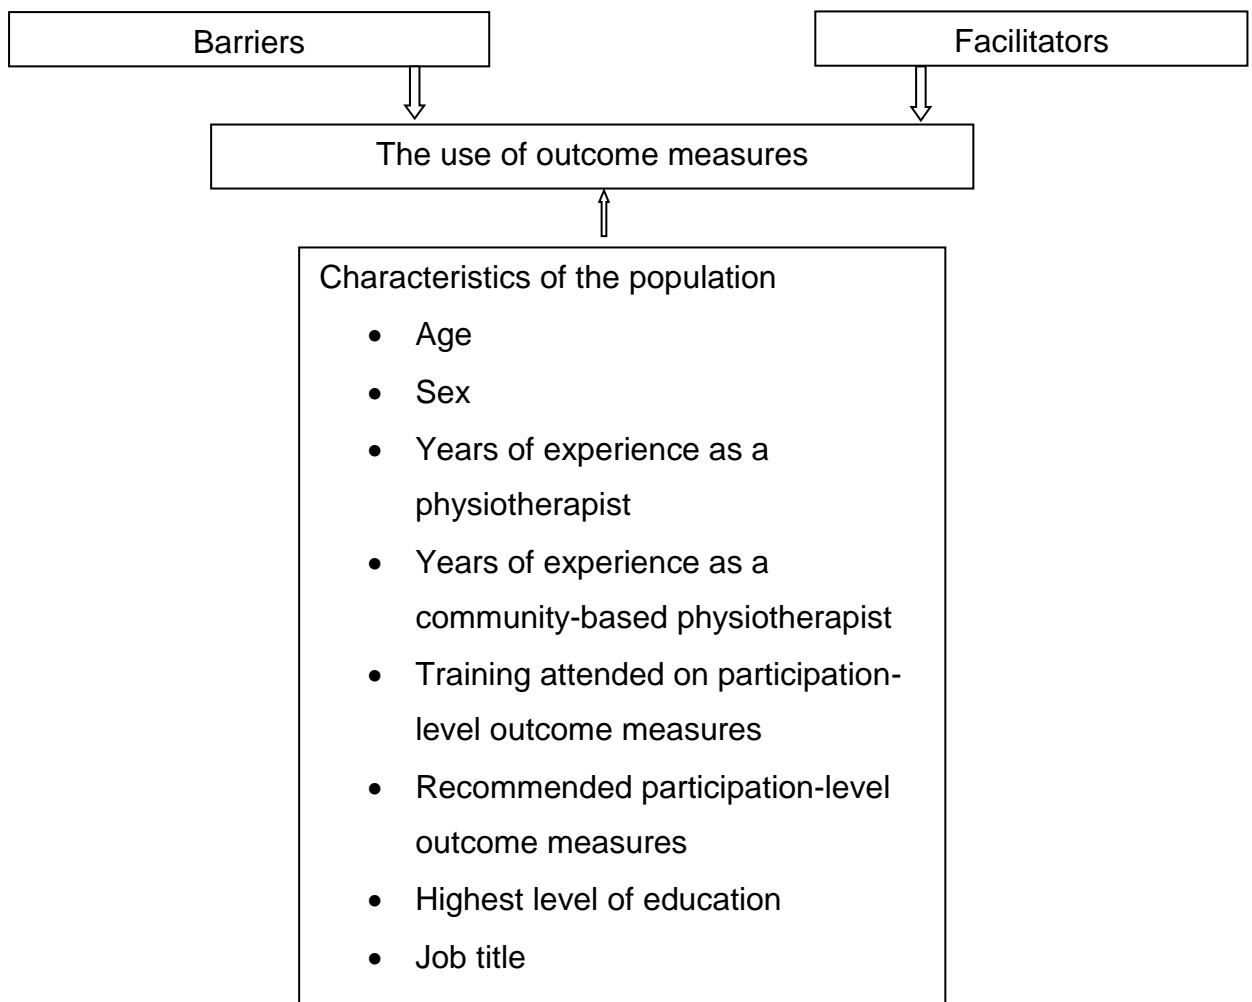 Barriers
Facilitators
The use of outcome measures
Characteristics of the population
• Age
• Sex
• Years of experience as a
physiotherapist
• Years of experience as a
community-based physiotherapist
• Training attended on participation-
level outcome measures
• Recommended participation-level
outcome measures
• Highest level of education
• Job title